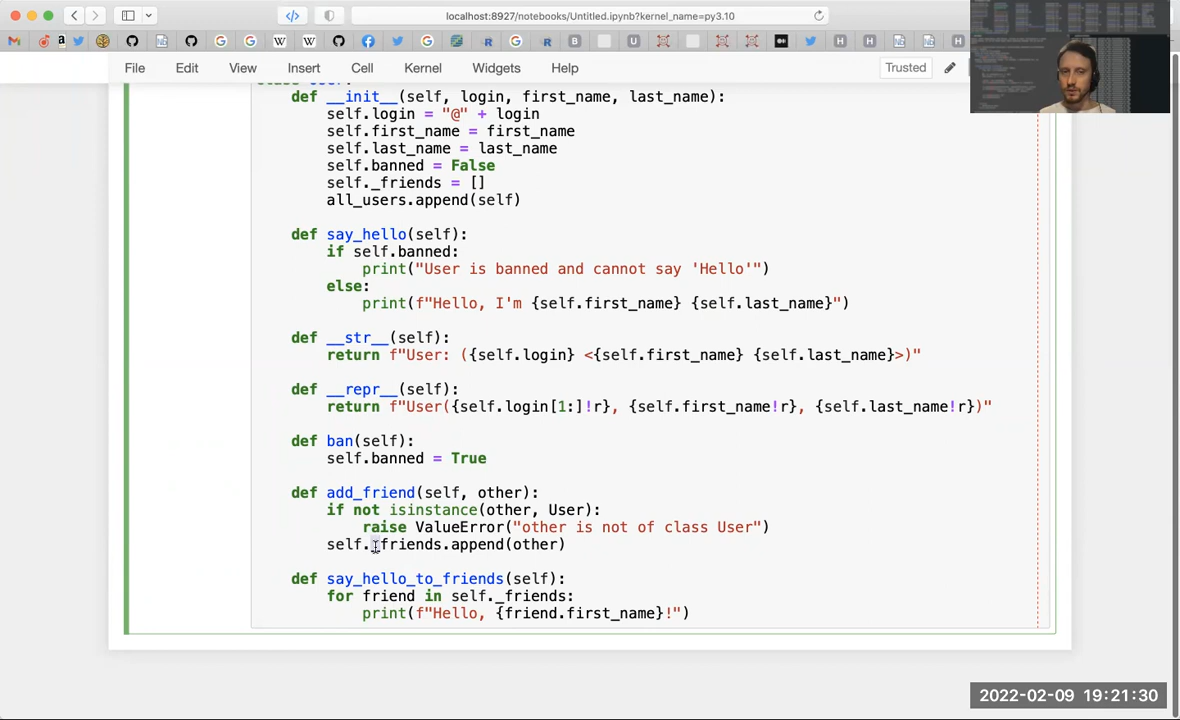 localhost:8927/notebooks/Untitled.ipynb?kernel_name=py3.10
File Edit View Insert Cell Kernel Widgets Help Trusted
def __init__(self, login, first_name, last_name):
self.login = "@" + login
self.first_name = first_name
self.last_name = last_name
self.banned = False
self._friends = []
all_users.append(self)
def say_hello(self):
if self.banned:
print("User is banned and cannot say 'Hello'")
else:
print(f"Hello, I'm {self.first_name} {self.last_name}")
def __str__(self):
return f"User: ({self.login} <{self.first_name} {self.last_name}>)"
def __repr__(self):
return f"User({self.login[1:]!r}, {self.first_name!r}, {self.last_name!r})"
def ban(self):
self.banned = True
def add_friend(self, other):
if not isinstance(other, User):
raise ValueError("other is not of class User")
self._friends.append(other)
def say_hello_to_friends(self):
for friend in self._friends:
print(f"Hello, {friend.first_name}!")
2022-02-09 19:21:30